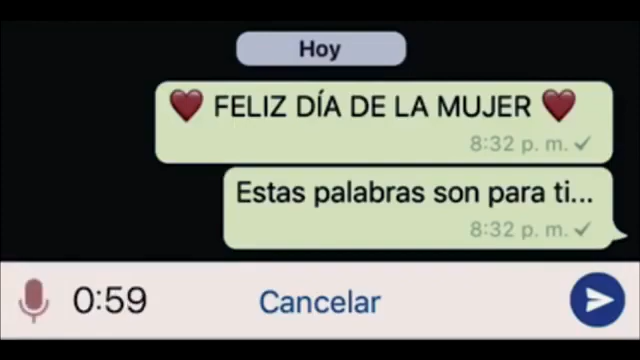 Hoy
❤️ FELIZ DÍA DE LA MUJER ❤️
8:32 p. m. ✓
Estas palabras son para ti...
8:32 p. m. ✓
0:59 Cancelar